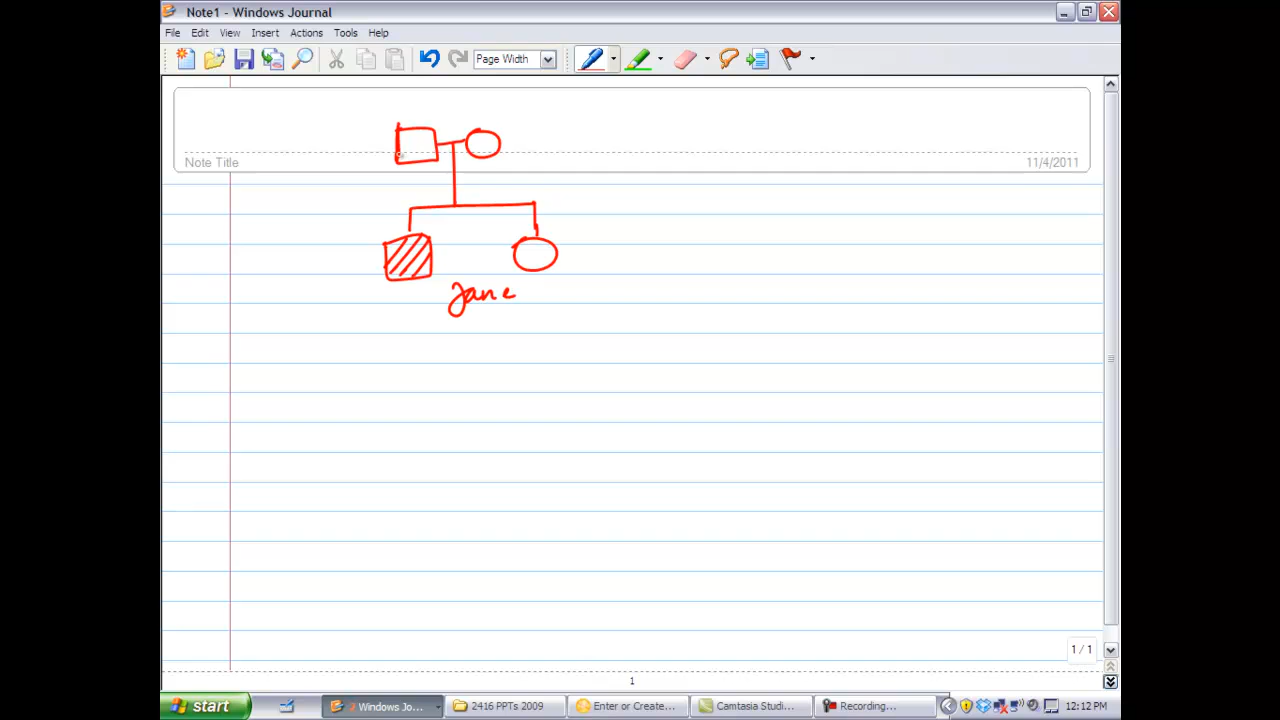 Note1 - Windows Journal
File Edit View Insert Actions Tools Help
Page Width
Note Title
11/4/2011
Jane
1 / 1
1
start
2 Windows Jo...
2416 PPTs 2009
Enter or Create...
Camtasia Studi...
Recording...
12:12 PM